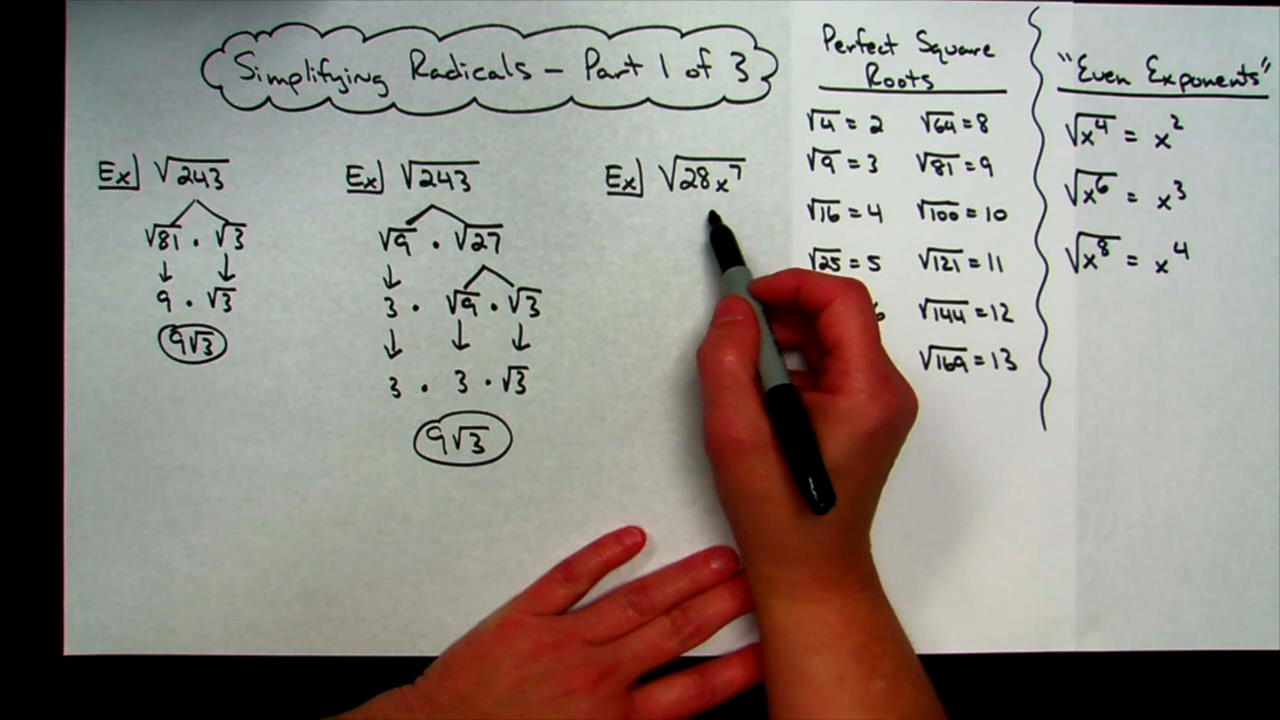 Simplifying Radicals - Part 1 of 3
Ex] √243
√81 · √3
↓ ↓
9 · √3
9√3
Ex] √243
√9 · √27
↓
3 · √9 · √3
↓ ↓ ↓
3 · 3 · √3
9√3
Ex] √28x⁷
Perfect Square
Roots
√4 = 2 √64 = 8
√9 = 3 √81 = 9
√16 = 4 √100 = 10
√25 = 5 √121 = 11
√144 = 12
√169 = 13
"Even Exponents"
√x⁴ = x²
√x⁶ = x³
√x⁸ = x⁴